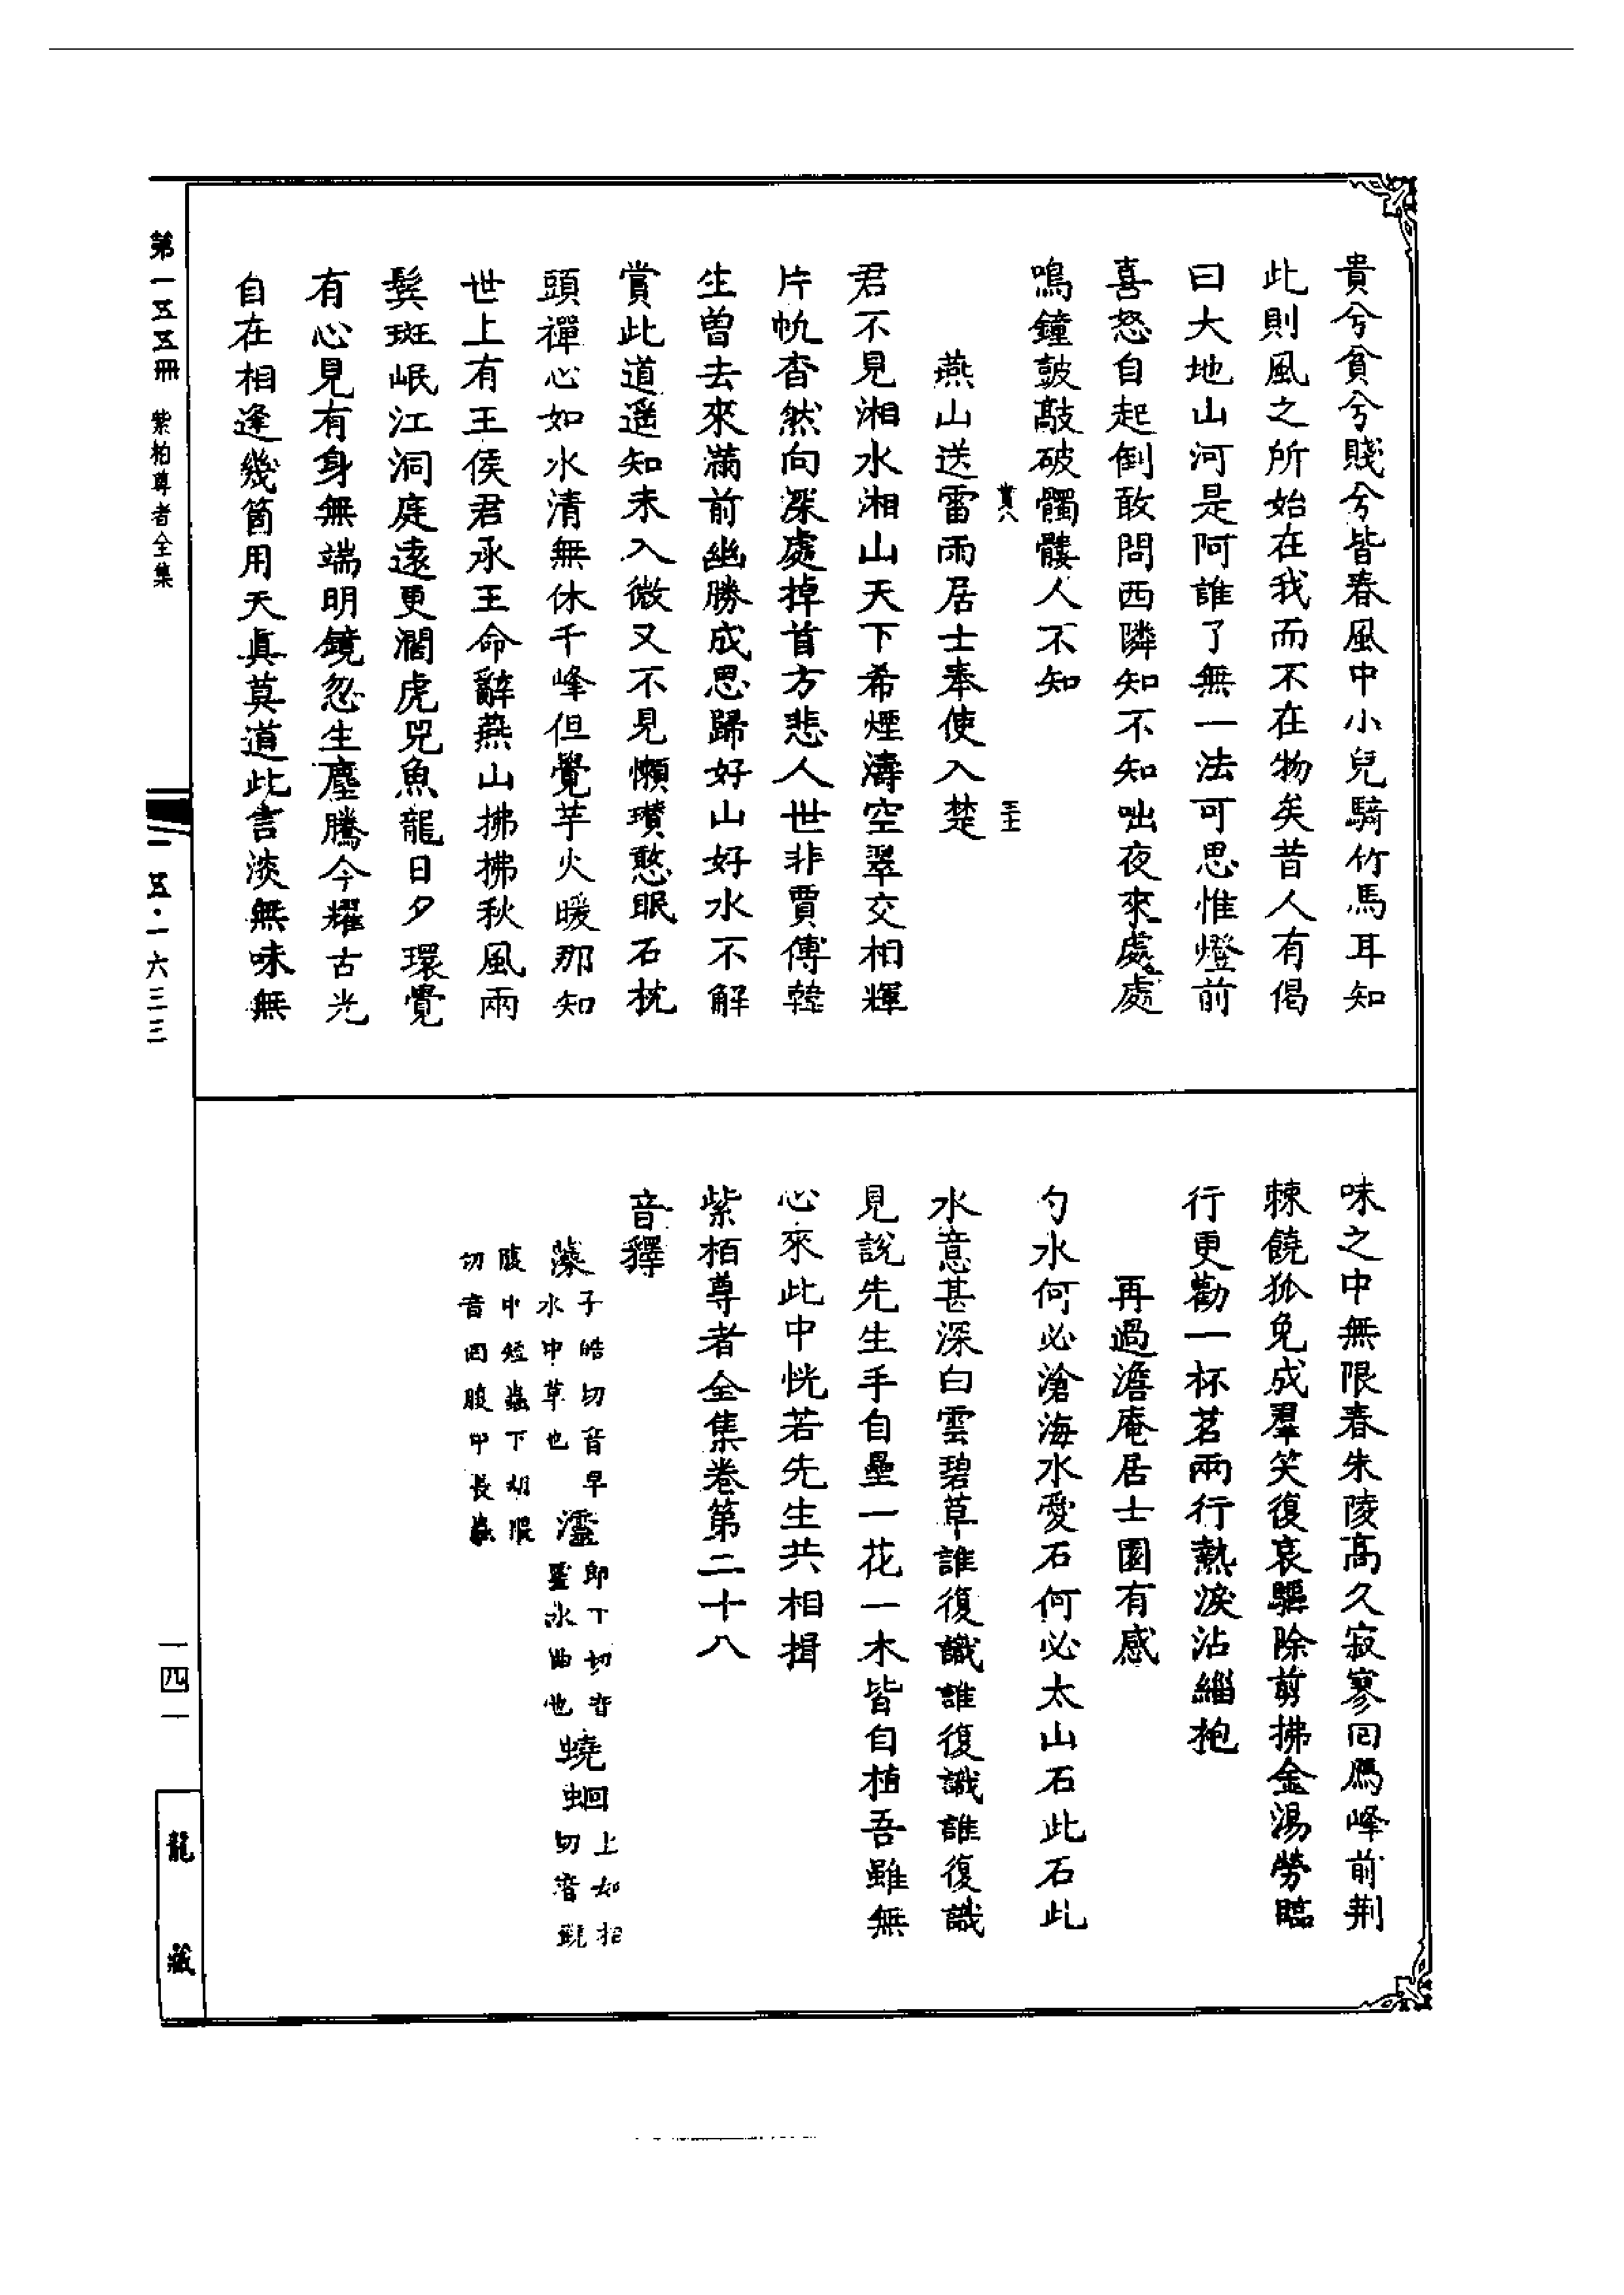 貴兮貧兮賤兮皆春風中小兒騎竹馬耳知
此則風之所始在我而不在物矣昔人有偈
曰大地山河是阿誰了無一法可思惟燈前
喜怒自起倒敢問西隣知不知咄夜來處處
鳴鐘鼓敲破髑髏人不知
燕山送雷雨居士奉使入楚
君不見湘水湘山天下希煙濤空翠交相輝
片帆杳然向深處掉首方悲人世非賈傅韓
生曾去來滿前幽勝成思歸好山好水不解
賞此道遥知未入微又不見懶瓚憨眠石枕
頭禪心如水清無休千峰但覺芋火暖那知
世上有王侯君承王命辭燕山拂拂秋風兩
鬓斑岷江洞庭遠更濶虎兕魚龍日夕環覺
有心見有身無端明鏡忽生塵騰今耀古光
自在相逢幾箇用天眞莫道此言淡無味無
味之中無限春朱陵高久寂寥回鴈峰前荆
棘饒狐兔成羣笑復哀驅除剪拂金湯勞臨
行更勸一杯茗兩行熱淚沾緇抱
再過澹庵居士園有感
勺水何必滄海水愛石何必太山石此石此
水意甚深白雲碧草誰復識誰復識誰復識
見說先生手自壘一花一木皆自植吾雖無
心來此中恍若先生共相揖
紫栢尊者全集卷第二十八
音釋
藻
子皓切音早
水中草也
郎丁切音
水曲也
蟯
蛔
上如招
切音
腹中短蟲下胡
切音回腹中長蟲
第一五五冊 紫柏尊者全集
一五五·一六三三
一四一
龍藏